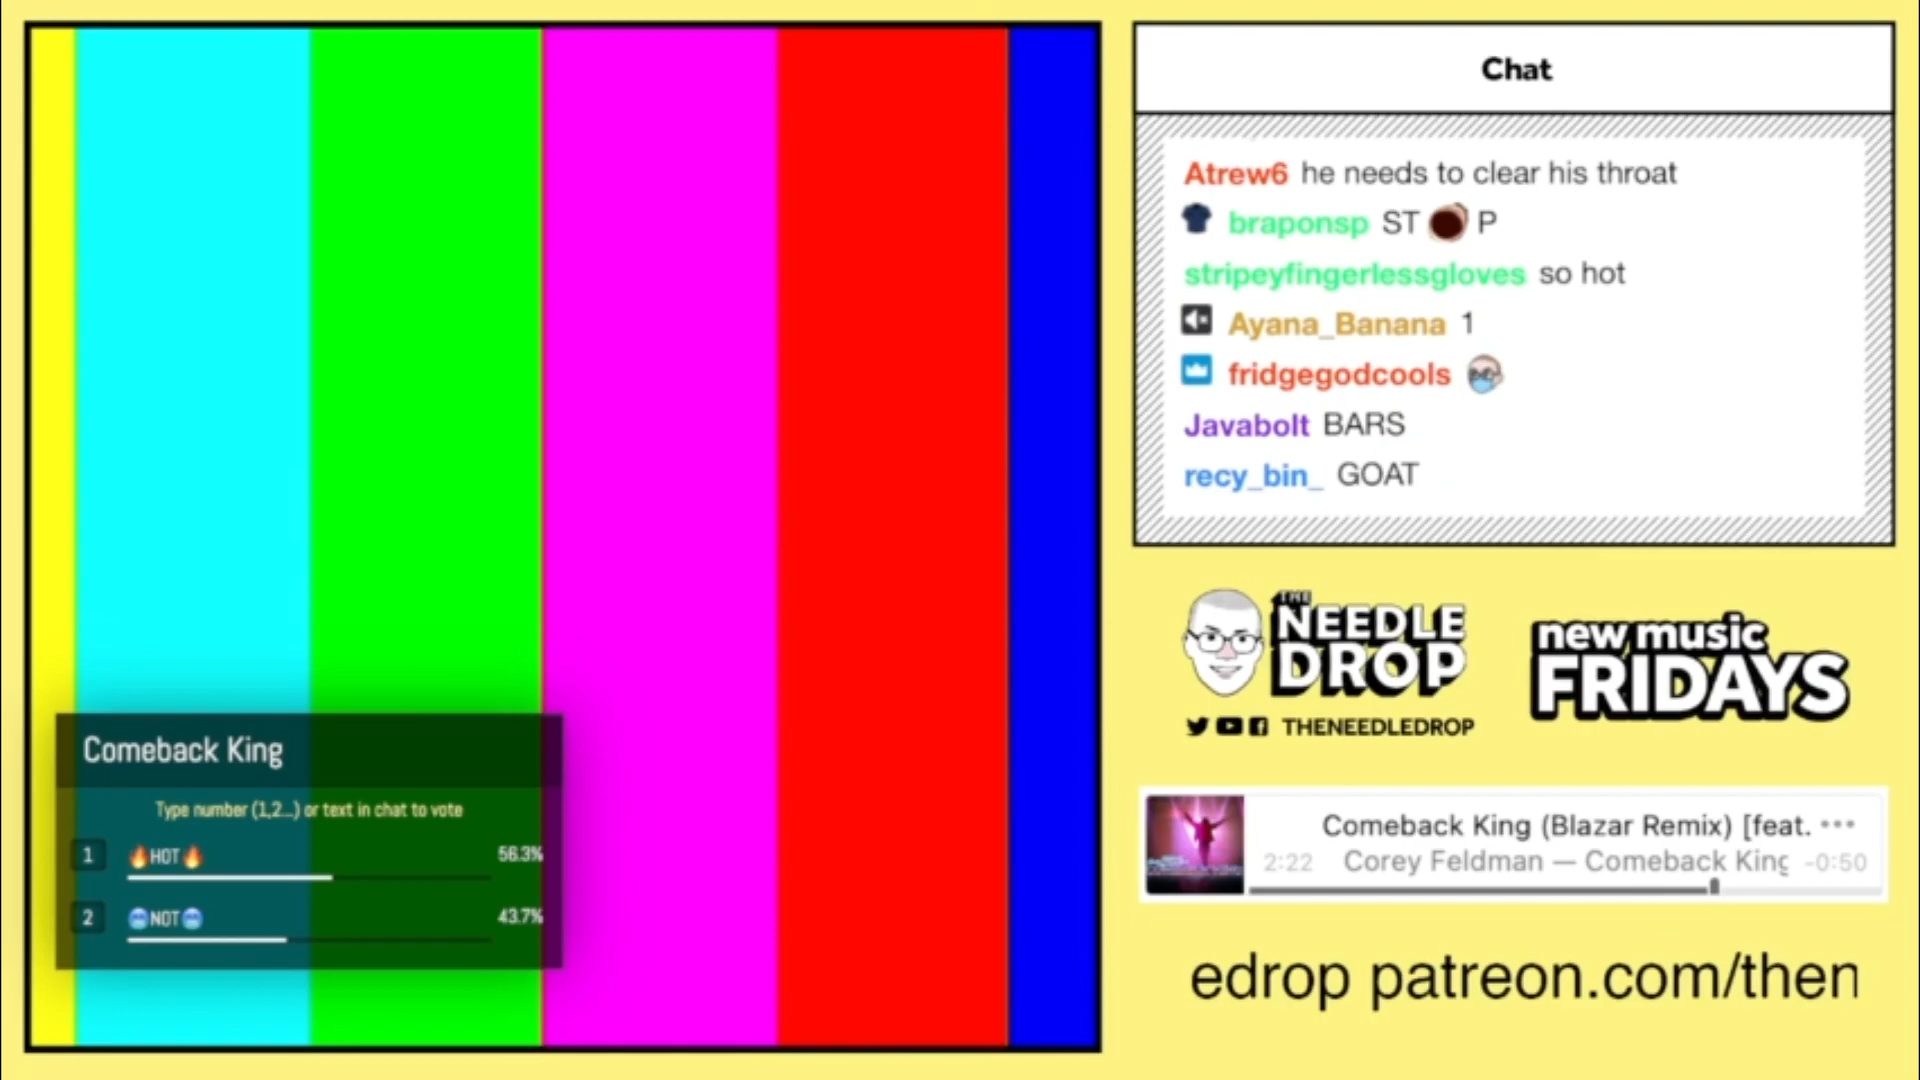 Chat
Atrew6 he needs to clear his throat
braponsp ST P
stripeyfingerlessgloves so hot
Ayana_Banana 1
fridgegodcools
Javabolt BARS
recy_bin_ GOAT
THE
NEEDLE
DROP
THENEEDLEDROP
new music
FRIDAYS
Comeback King
Type number (1,2...) or text in chat to vote
1 🔥HOT🔥 56.3%
2 🥶NOT🥶 43.7%
Comeback King (Blazar Remix) [feat. •••
2:22 Corey Feldman — Comeback King -0:50
edrop patreon.com/then